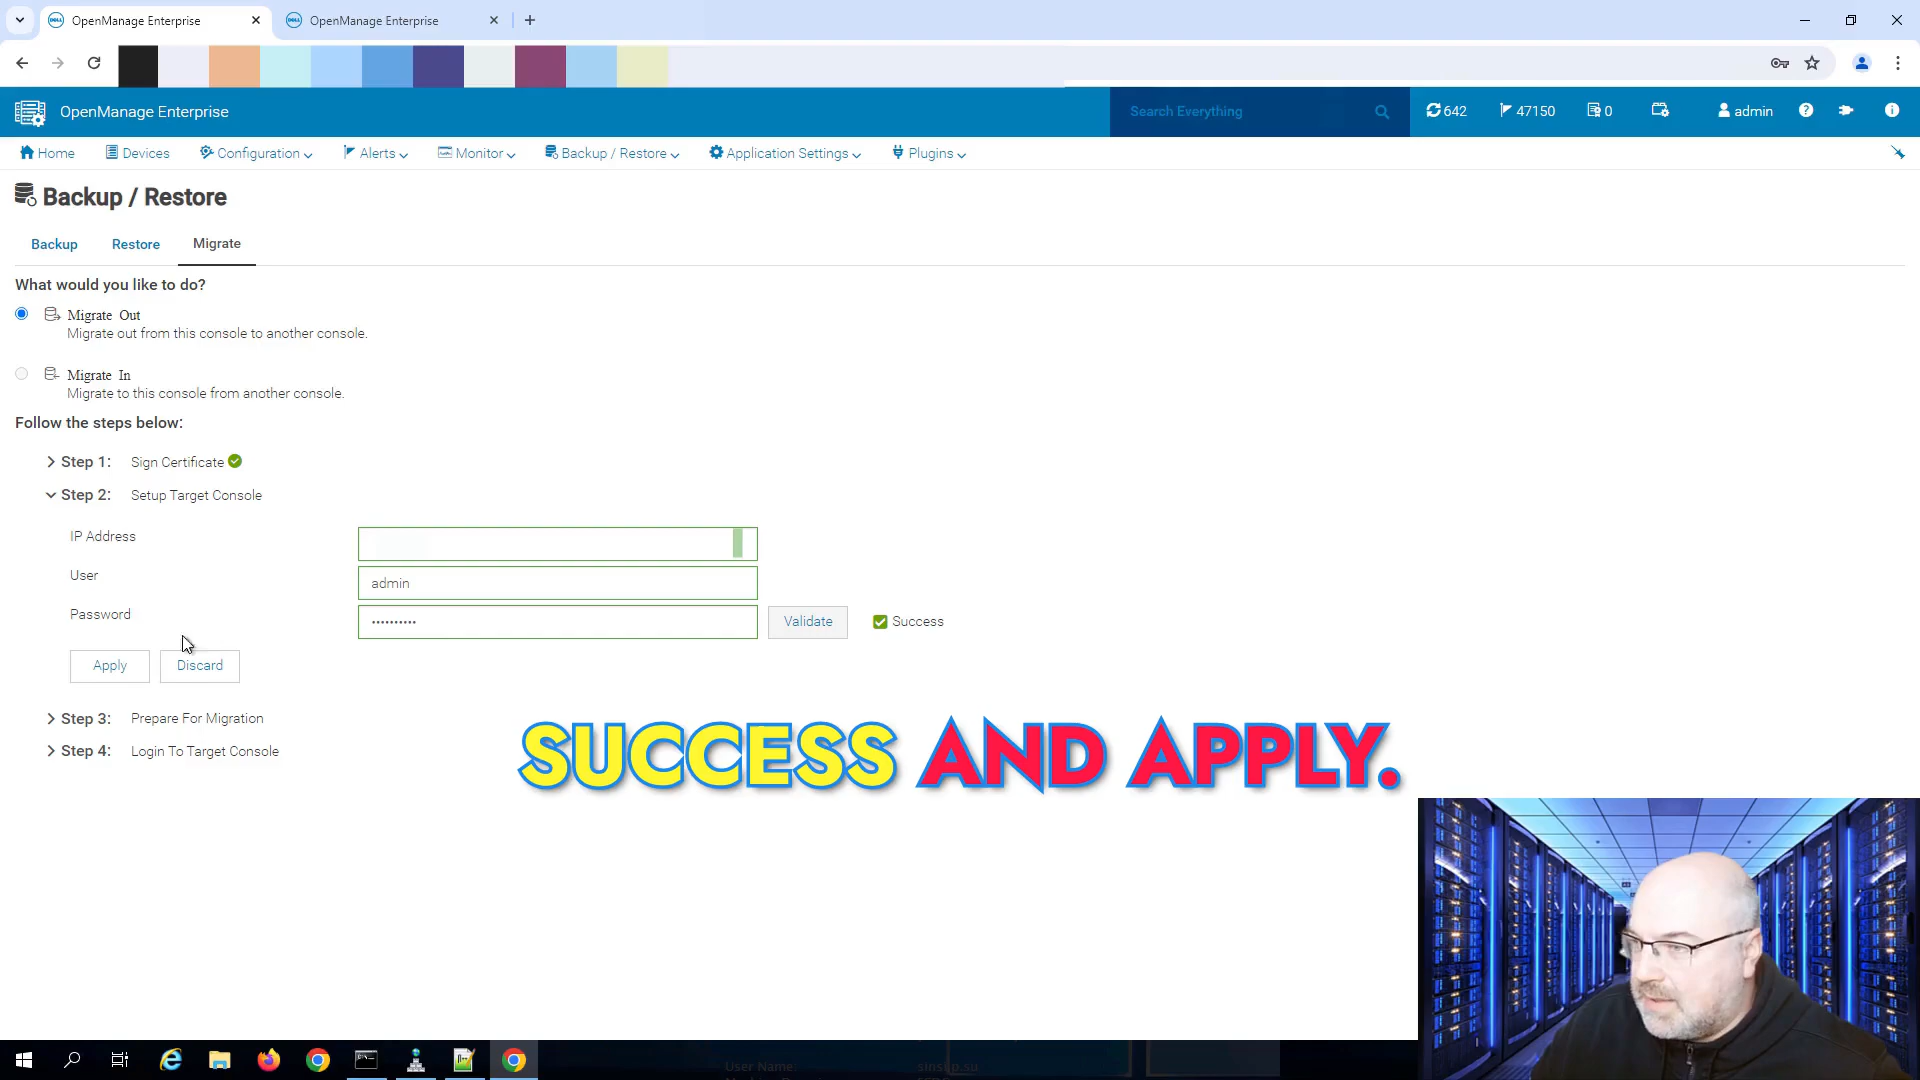 OpenManage Enterprise
OpenManage Enterprise
OpenManage Enterprise
Search Everything
642
47150
0
admin
Home
Devices
Configuration
Alerts
Monitor
Backup / Restore
Application Settings
Plugins
Backup / Restore
Backup
Restore
Migrate
What would you like to do?
Migrate Out
Migrate out from this console to another console.
Migrate In
Migrate to this console from another console.
Follow the steps below:
Step 1: Sign Certificate
Step 2: Setup Target Console
IP Address
User
admin
Password
••••••••••
Validate
Success
Apply
Discard
Step 3: Prepare For Migration
Step 4: Login To Target Console
SUCCESS AND APPLY.
User Name: